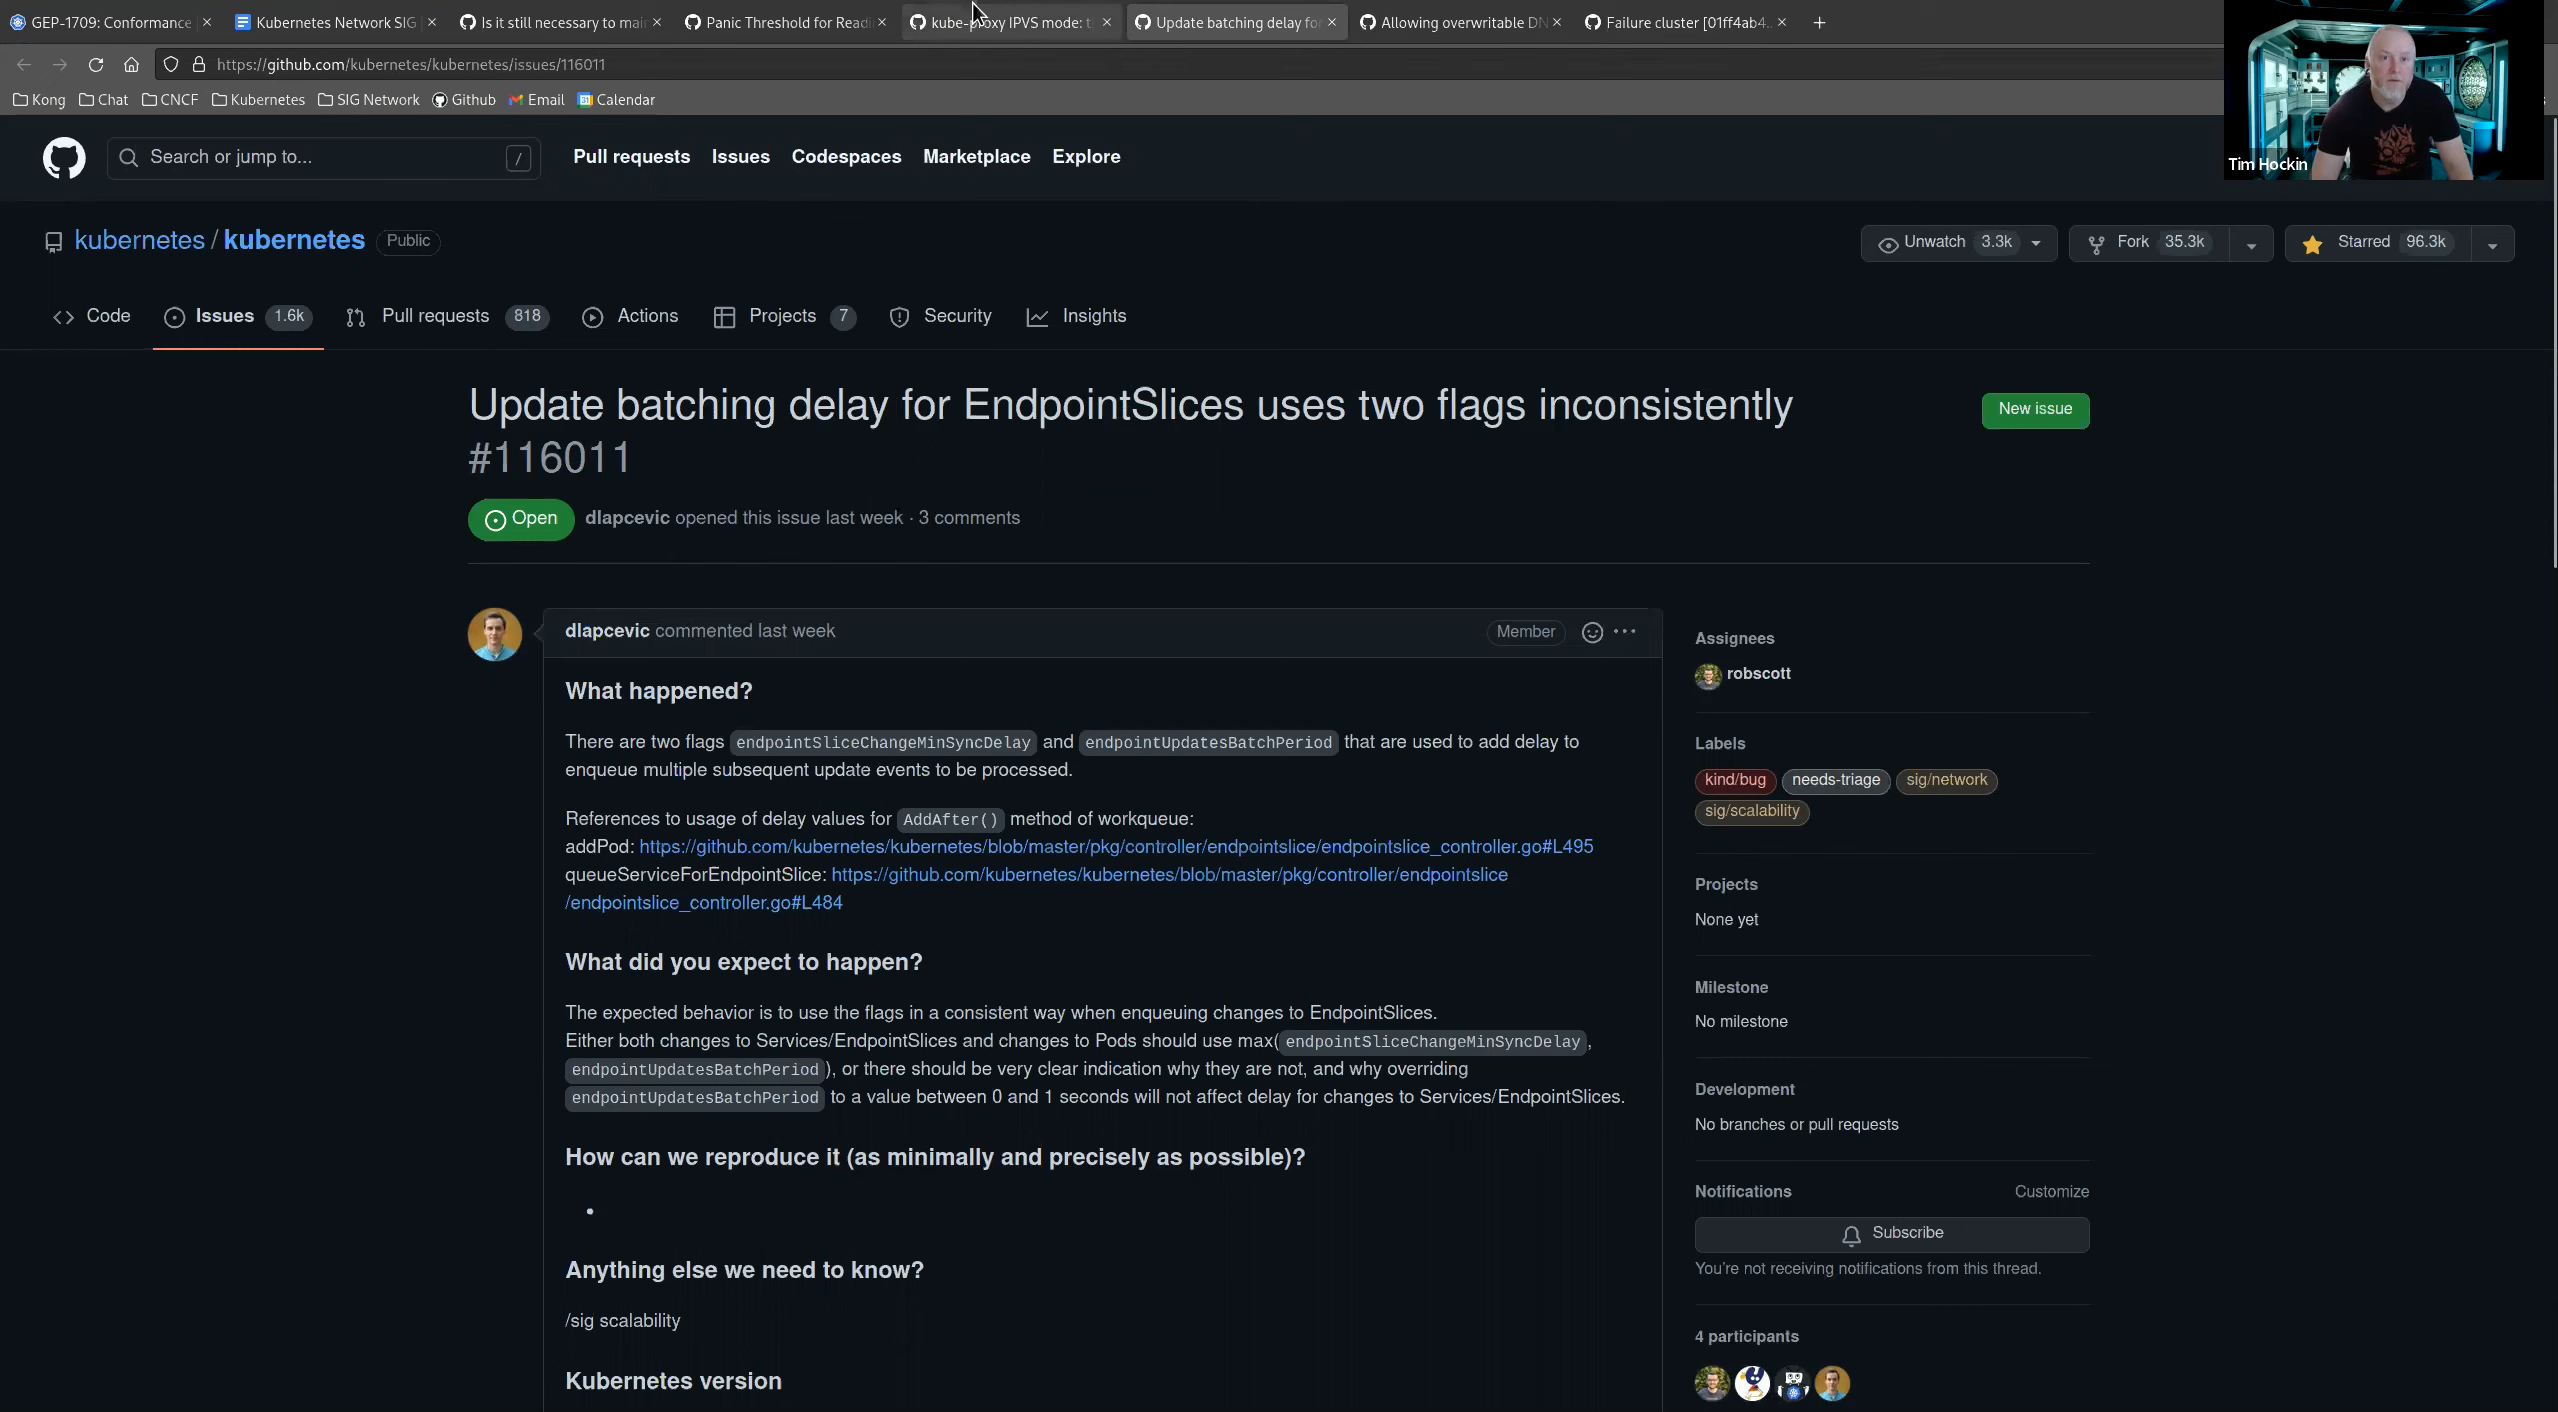 GEP-1709: Conformance
Kubernetes Network SIG
Is it still necessary to mai
Panic Threshold for Readi
kube-proxy IPVS mode: t
Update batching delay fo
Allowing overwritable DN
Failure cluster [01ff4ab4..
https://github.com/kubernetes/kubernetes/issues/116011
Kong Chat CNCF Kubernetes SIG Network Github Email Calendar
Tim Hockin
Search or jump to... /
Pull requests Issues Codespaces Marketplace Explore
kubernetes / kubernetes Public
Unwatch 3.3k Fork 35.3k Starred 96.3k
Code Issues 1.6k Pull requests 818 Actions Projects 7 Security Insights
Update batching delay for EndpointSlices uses two flags inconsistently
#116011
New issue
Open dlapcevic opened this issue last week · 3 comments
dlapcevic commented last week Member
What happened?
There are two flags endpointSliceChangeMinSyncDelay and endpointUpdatesBatchPeriod that are used to add delay to
enqueue multiple subsequent update events to be processed.
References to usage of delay values for AddAfter() method of workqueue:
addPod: https://github.com/kubernetes/kubernetes/blob/master/pkg/controller/endpointslice/endpointslice_controller.go#L495
queueServiceForEndpointSlice: https://github.com/kubernetes/kubernetes/blob/master/pkg/controller/endpointslice
/endpointslice_controller.go#L484
What did you expect to happen?
The expected behavior is to use the flags in a consistent way when enqueuing changes to EndpointSlices.
Either both changes to Services/EndpointSlices and changes to Pods should use max( endpointSliceChangeMinSyncDelay ,
endpointUpdatesBatchPeriod ), or there should be very clear indication why they are not, and why overriding
endpointUpdatesBatchPeriod to a value between 0 and 1 seconds will not affect delay for changes to Services/EndpointSlices.
How can we reproduce it (as minimally and precisely as possible)?
•
Anything else we need to know?
/sig scalability
Kubernetes version
Assignees
robscott
Labels
kind/bug needs-triage sig/network
sig/scalability
Projects
None yet
Milestone
No milestone
Development
No branches or pull requests
Notifications Customize
Subscribe
You're not receiving notifications from this thread.
4 participants